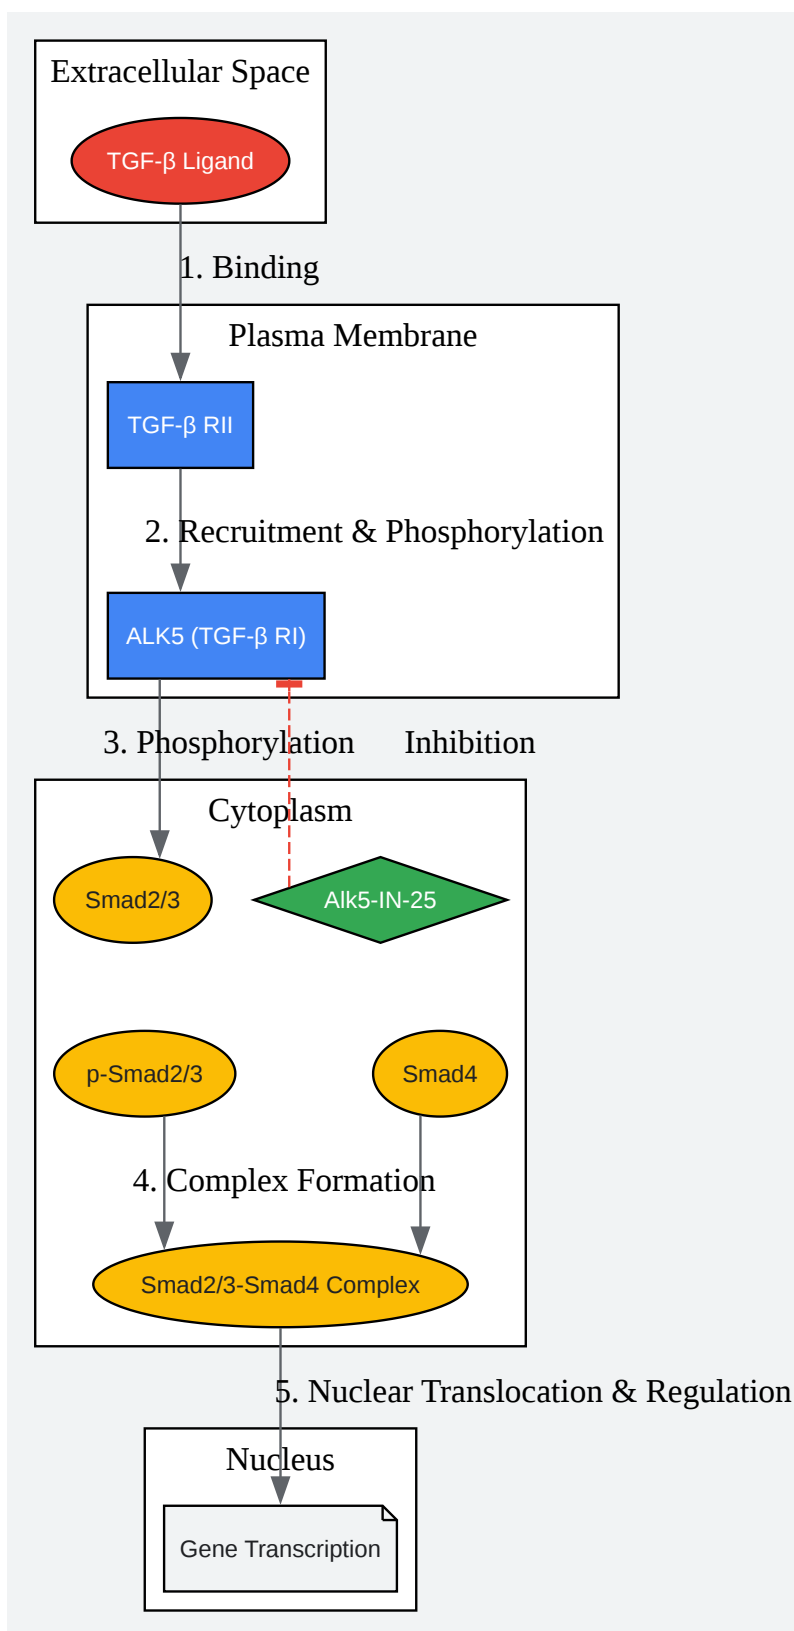 Extracellular Space
TGF-β Ligand
1. Binding
Plasma Membrane
TGF-β RII
2. Recruitment & Phosphorylation
ALK5 (TGF-β RI)
3. Phosphorylation
Inhibition
Cytoplasm
Smad2/3
Alk5-IN-25
p-Smad2/3
Smad4
4. Complex Formation
Smad2/3-Smad4 Complex
5. Nuclear Translocation & Regulation
Nucleus
Gene Transcription